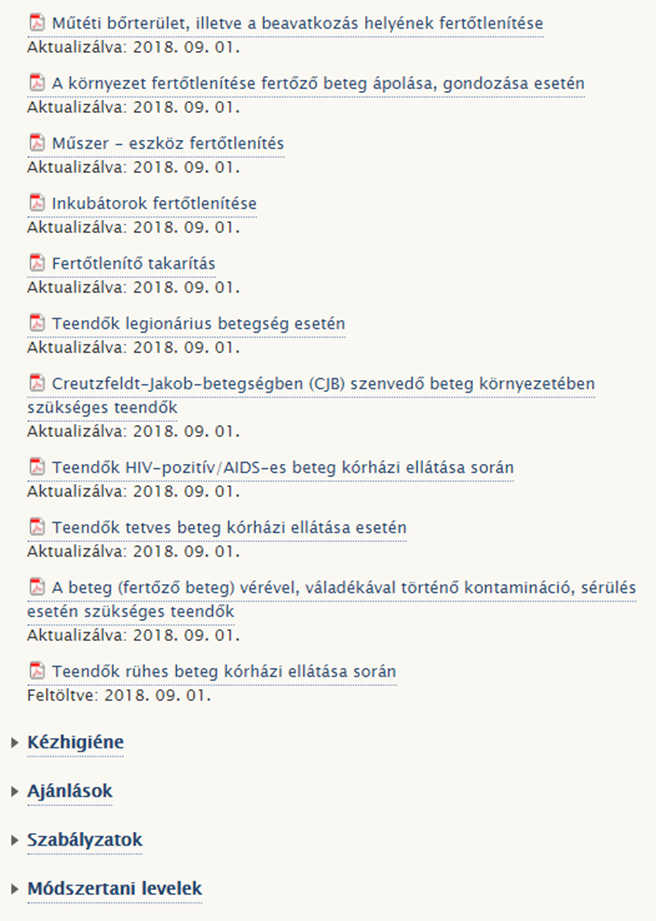 Műtéti bőrterület, illetve a beavatkozás helyének fertőtlenítése
Aktualizálva: 2018. 09. 01.
A környezet fertőtlenítése fertőző beteg ápolása, gondozása esetén
Aktualizálva: 2018. 09. 01.
Műszer - eszköz fertőtlenítés
Aktualizálva: 2018. 09. 01.
Inkubátorok fertőtlenítése
Aktualizálva: 2018. 09. 01.
Fertőtlenítő takarítás
Aktualizálva: 2018. 09. 01.
Teendők legionárius betegség esetén
Aktualizálva: 2018. 09. 01.
Creutzfeldt-Jakob-betegségben (CJB) szenvedő beteg környezetében
szükséges teendők
Aktualizálva: 2018. 09. 01.
Teendők HIV-pozitív/AIDS-es beteg kórházi ellátása során
Aktualizálva: 2018. 09. 01.
Teendők tetves beteg kórházi ellátása esetén
Aktualizálva: 2018. 09. 01.
A beteg (fertőző beteg) vérével, váladékával történő kontamináció, sérülés
esetén szükséges teendők
Aktualizálva: 2018. 09. 01.
Teendők rühes beteg kórházi ellátása során
Feltöltve: 2018. 09. 01.
Kézhigiéne
Ajánlások
Szabályzatok
Módszertani levelek